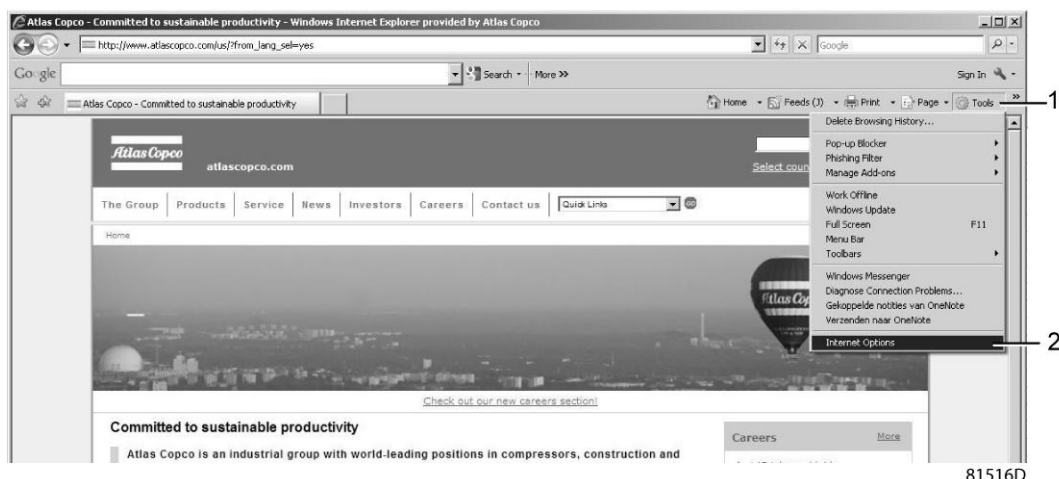 Atlas Copco - Committed to sustainable productivity - Windows Internet Explorer provided by Atlas Copco
http://www.atlascopco.com/us/?from_lang_sel=yes
Google
Google
Search
More >>
Sign In
Atlas Copco - Committed to sustainable productivity
Home
Feeds (J)
Print
Page
Tools
1
Delete Browsing History...
Pop-up Blocker
Phishing Filter
Manage Add-ons
Work Offline
Windows Update
Full Screen F11
Menu Bar
Toolbars
Windows Messenger
Diagnose Connection Problems...
Gekoppelde notities van OneNote
Verzenden naar OneNote
Internet Options
2
Atlas Copco
atlascopco.com
Select coun
The Group
Products
Service
News
Investors
Careers
Contact us
Quick Links
GO
Home
Atlas Cop
Check out our new careers section!
Committed to sustainable productivity
Atlas Copco is an industrial group with world-leading positions in compressors, construction and
Careers
More
81516D